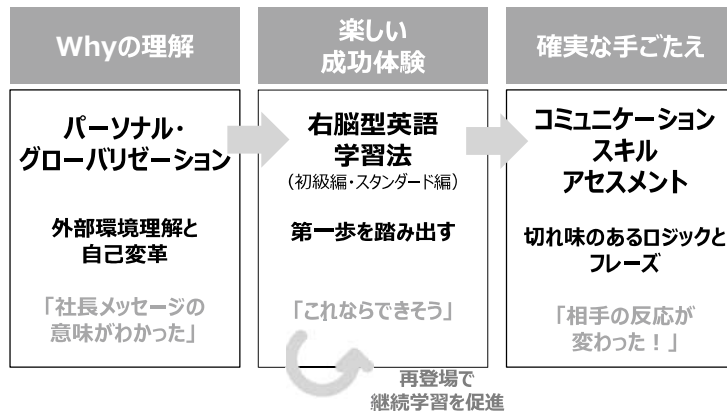 Whyの理解
パーソナル・
グローバリゼーション
外部環境理解と
自己変革
「社長メッセージの
意味がわかった」
楽しい
成功体験
右脳型英語
学習法
（初級編・スタンダード編）
第一歩を踏み出す
「これならできそう」
再登場で
継続学習を促進
確実な手ごたえ
コミュニケーション
スキル
アセスメント
切れ味のあるロジックと
フレーズ
「相手の反応が
変わった！」